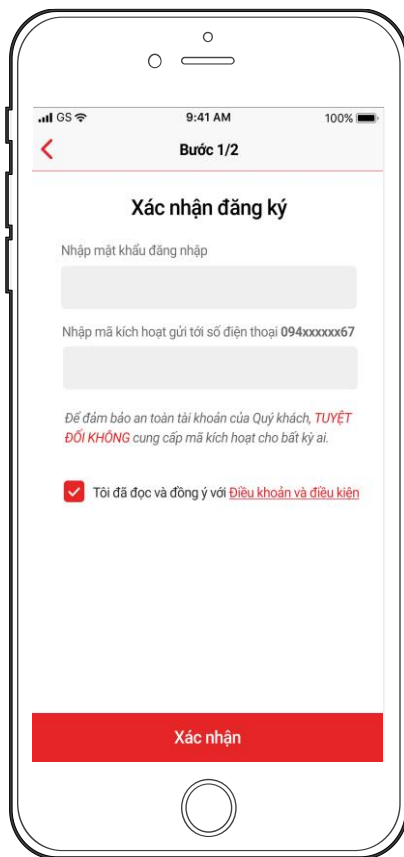 GS 9:41 AM 100%
Bước 1/2
Xác nhận đăng ký
Nhập mật khẩu đăng nhập
Nhập mã kích hoạt gửi tới số điện thoại 094xxxxxx67
Để đảm bảo an toàn tài khoản của Quý khách, TUYỆT
ĐỐI KHÔNG cung cấp mã kích hoạt cho bất kỳ ai.
Tôi đã đọc và đồng ý với Điều khoản và điều kiện
Xác nhận